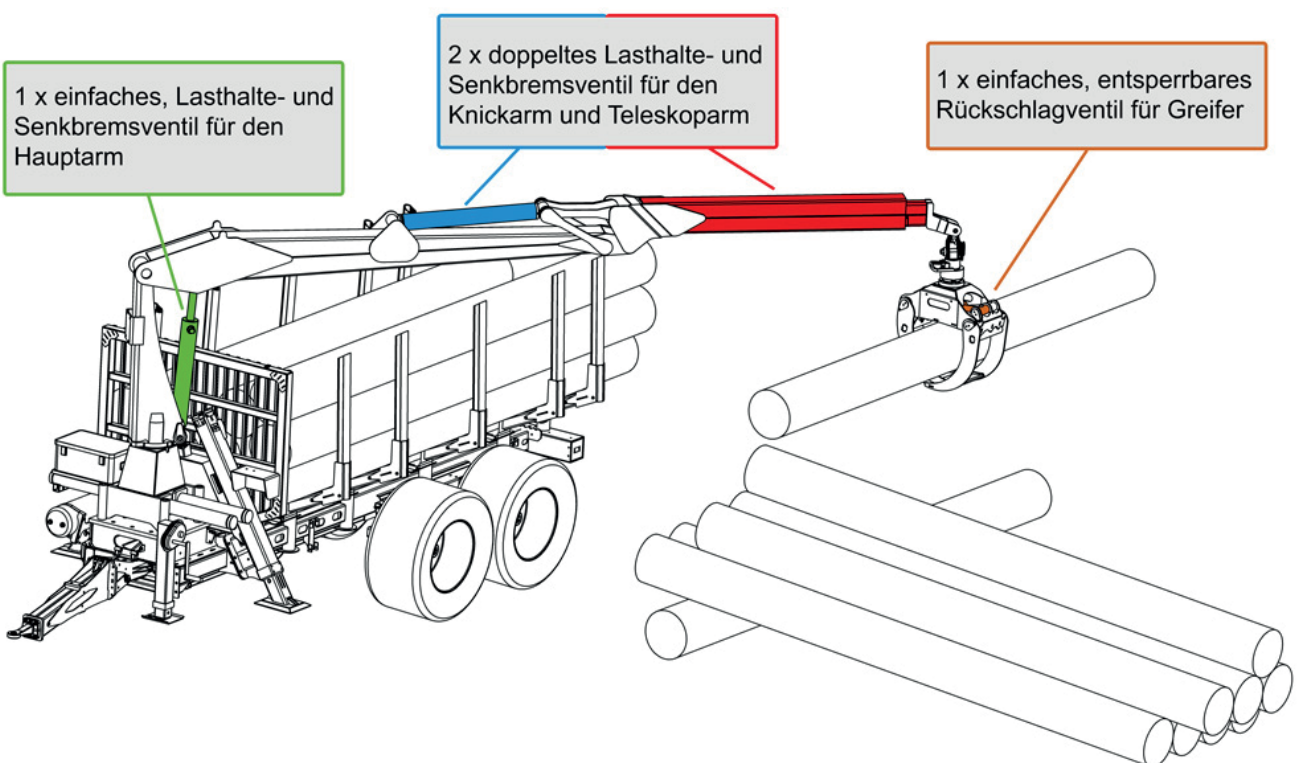 1 x einfaches, Lasthalte- und
Senkbremsventil für den
Hauptarm
2 x doppeltes Lasthalte- und
Senkbremsventil für den
Knickarm und Teleskoparm
1 x einfaches, entsperrbares
Rückschlagventil für Greifer